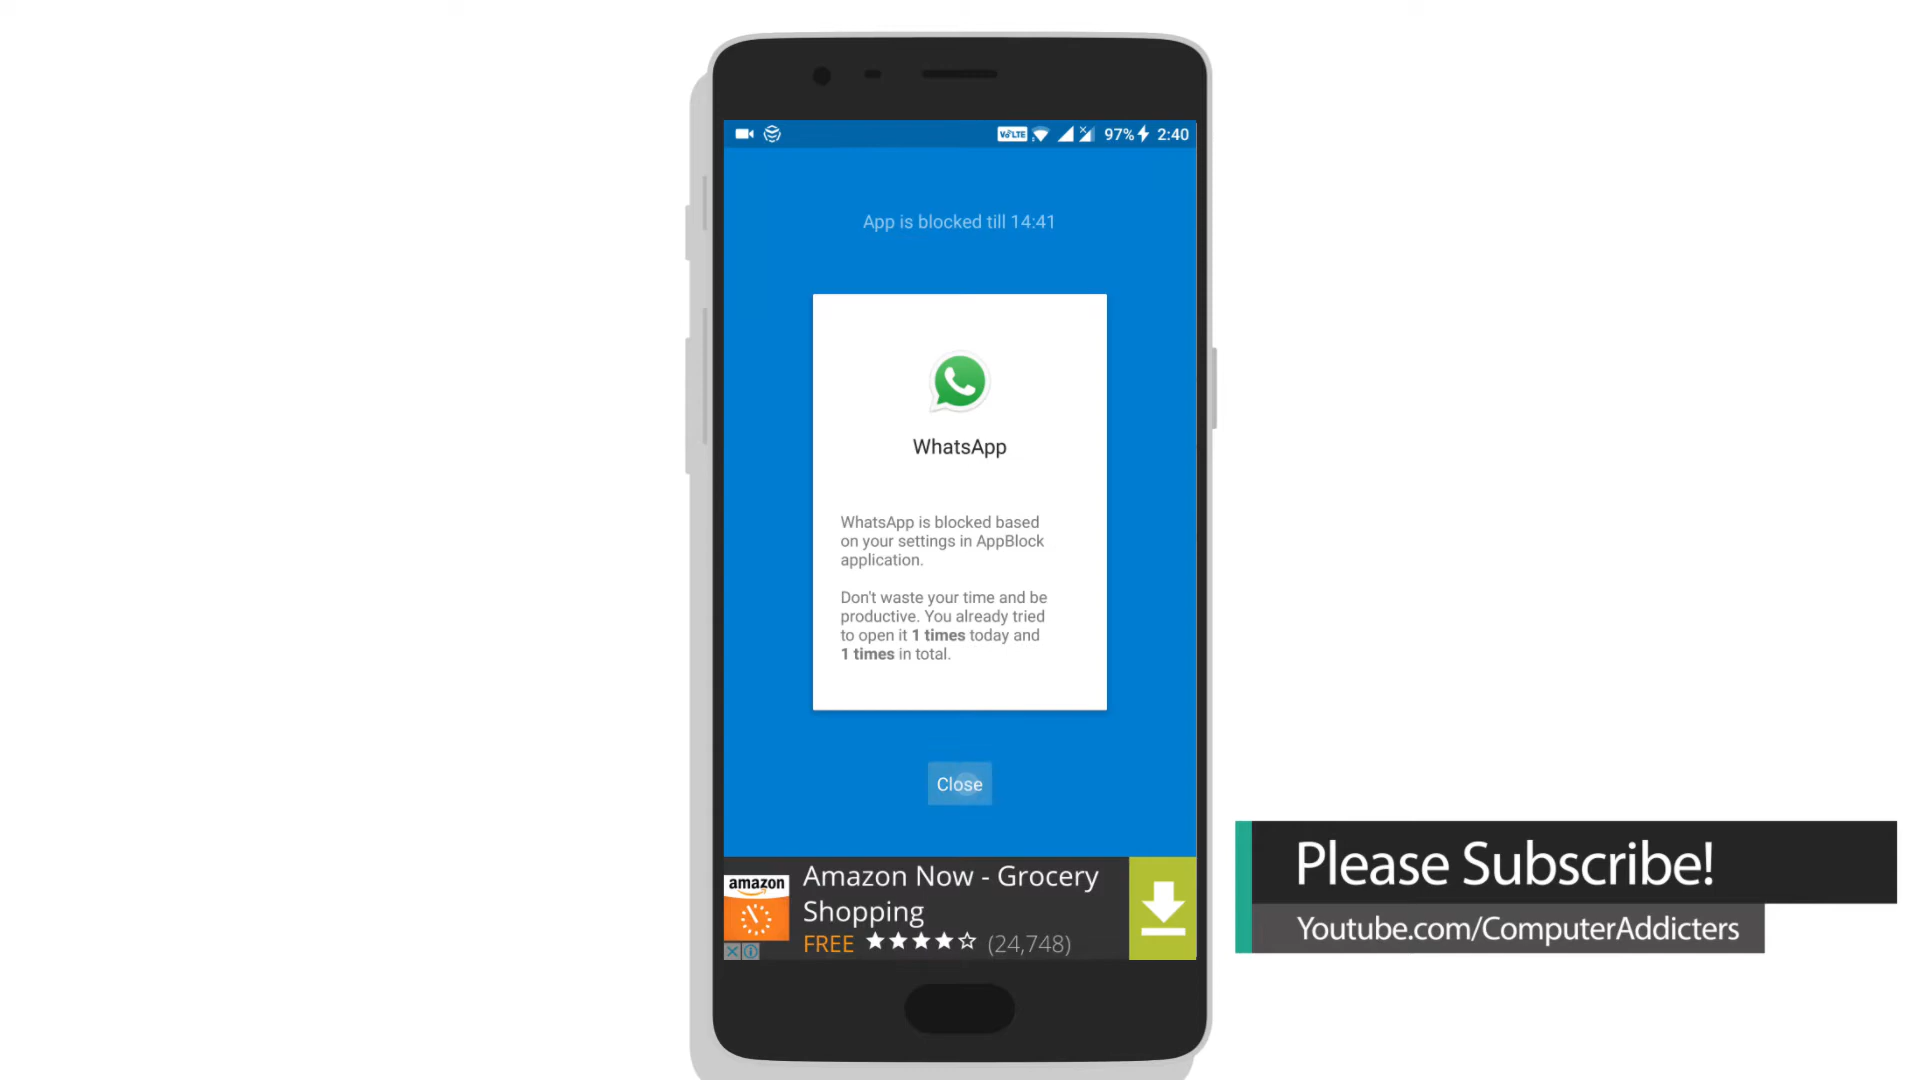 VoLTE 97% 2:40
App is blocked till 14:41
WhatsApp
WhatsApp is blocked based
on your settings in AppBlock
application.
Don't waste your time and be
productive. You already tried
to open it 1 times today and
1 times in total.
Close
amazon
Amazon Now - Grocery
Shopping
FREE (24,748)
Please Subscribe!
Youtube.com/ComputerAddicters